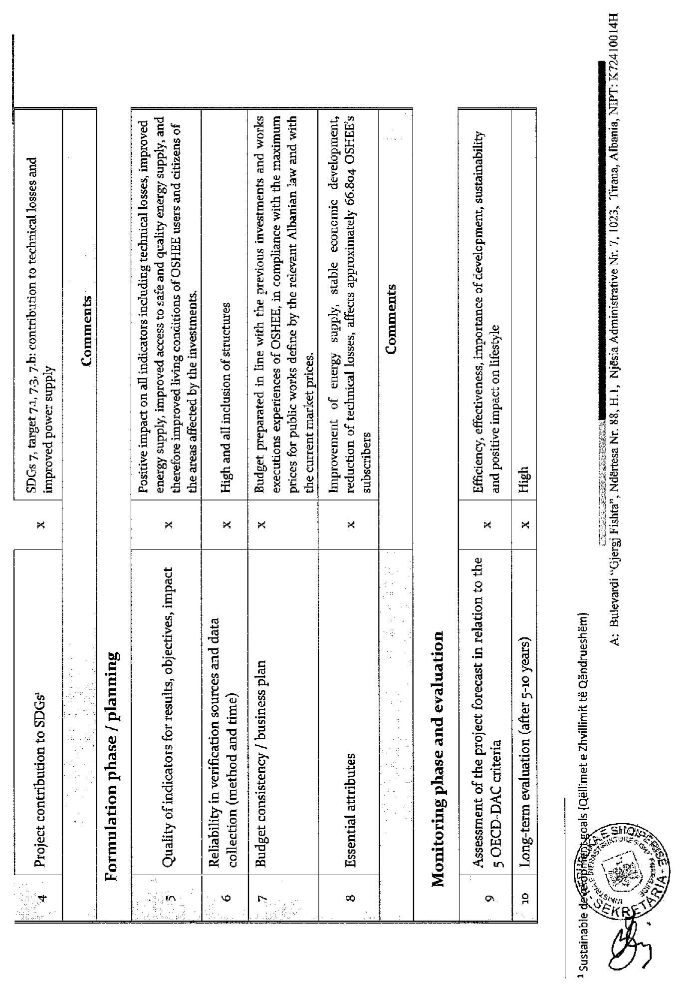 4 Project contribution to SDGs¹ x SDGs 7, target 7.1, 7.3, 7.b: contribution to technical losses and
improved power supply
Comments
Formulation phase / planning
5 Quality of indicators for results, objectives, impact x Positive impact on all indicators including technical losses, improved
energy supply, improved access to safe and quality energy supply, and
therefore improved living conditions of OSHEE users and citizens of
the areas affected by the investments.
6 Reliability in verification sources and data
collection (method and time) x High and all inclusion of structures
7 Budget consistency / business plan x Budget preparated in line with the previous investments and works
executions experiences of OSHEE, in compliance with the maximum
prices for public works define by the relevant Albanian law and with
the current market prices.
8 Essential attributes x Improvement of energy supply, stable economic development,
reduction of technical losses, affects approximately 66.804 OSHEE's
subscribers
Comments
Monitoring phase and evaluation
9 Assessment of the project forecast in relation to the
5 OECD-DAC criteria x Efficiency, effectiveness, importance of development, sustainability
and positive impact on lifestyle
10 Long-term evaluation (after 5-10 years) x High
¹ Sustainable development goals (Qëllimet e Zhvillimit të Qëndrueshëm)
A: Bulevardi "Gjergj Fishta", Ndërtesa Nr. 88, H.1, Njësia Administrative Nr. 7, 1023, Tirana, Albania, NIPT: K72410014H
E SHQIPËRISË
- SEKRETARIA -